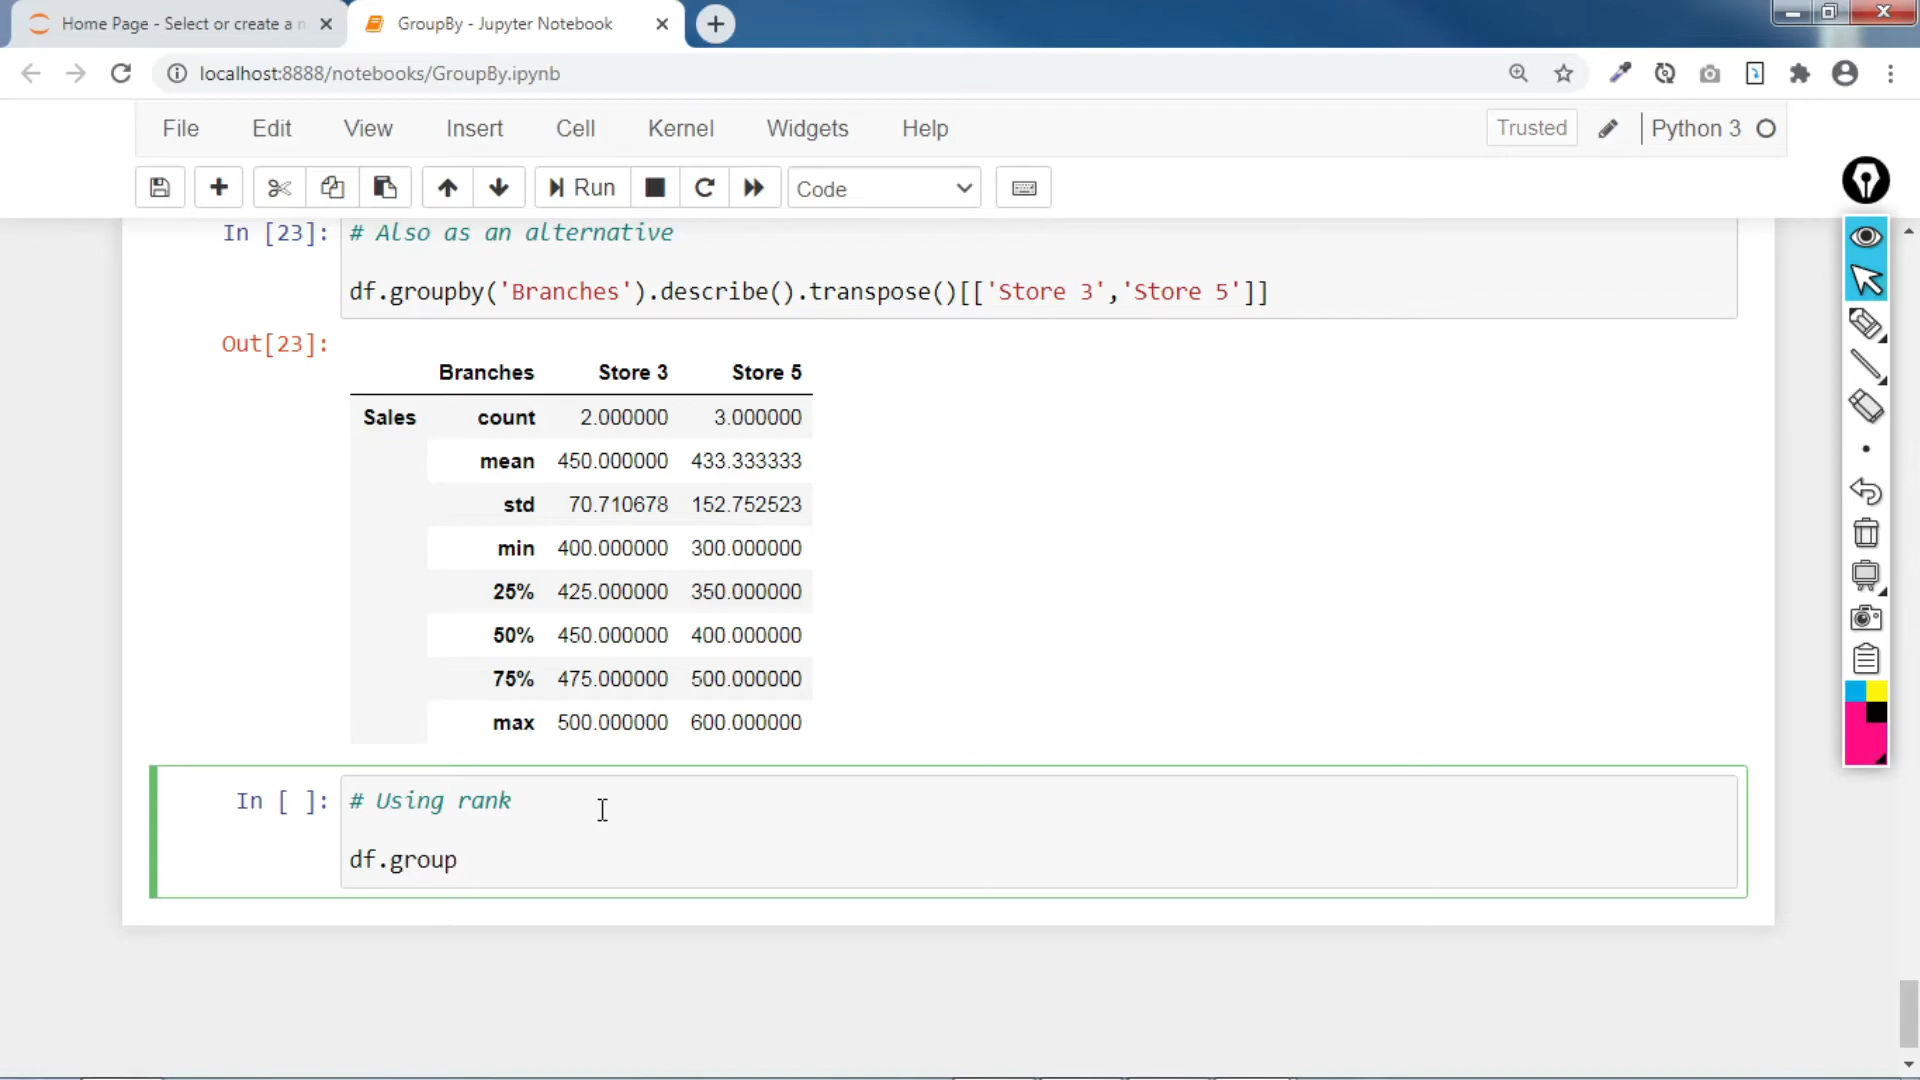 Home Page - Select or create a n
GroupBy - Jupyter Notebook
localhost:8888/notebooks/GroupBy.ipynb
File Edit View Insert Cell Kernel Widgets Help Trusted Python 3
Run Code
In [23]: # Also as an alternative
df.groupby('Branches').describe().transpose()[['Store 3','Store 5']]
Out[23]:
Branches Store 3 Store 5
Sales count 2.000000 3.000000
mean 450.000000 433.333333
std 70.710678 152.752523
min 400.000000 300.000000
25% 425.000000 350.000000
50% 450.000000 400.000000
75% 475.000000 500.000000
max 500.000000 600.000000
In [ ]: # Using rank
df.group